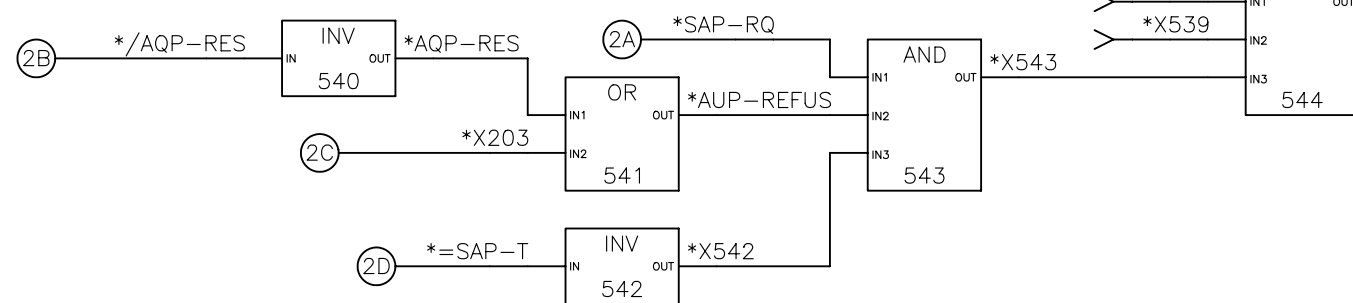 IN1
OUT
*X539
IN2
*X543
IN3
544
2B
*/AQP-RES
INV
IN
OUT
540
*AQP-RES
2A
*SAP-RQ
AND
IN1
OUT
IN2
IN3
543
OR
IN1
OUT
IN2
541
*AUP-REFUS
2C
*X203
2D
*=SAP-T
INV
IN
OUT
542
*X542